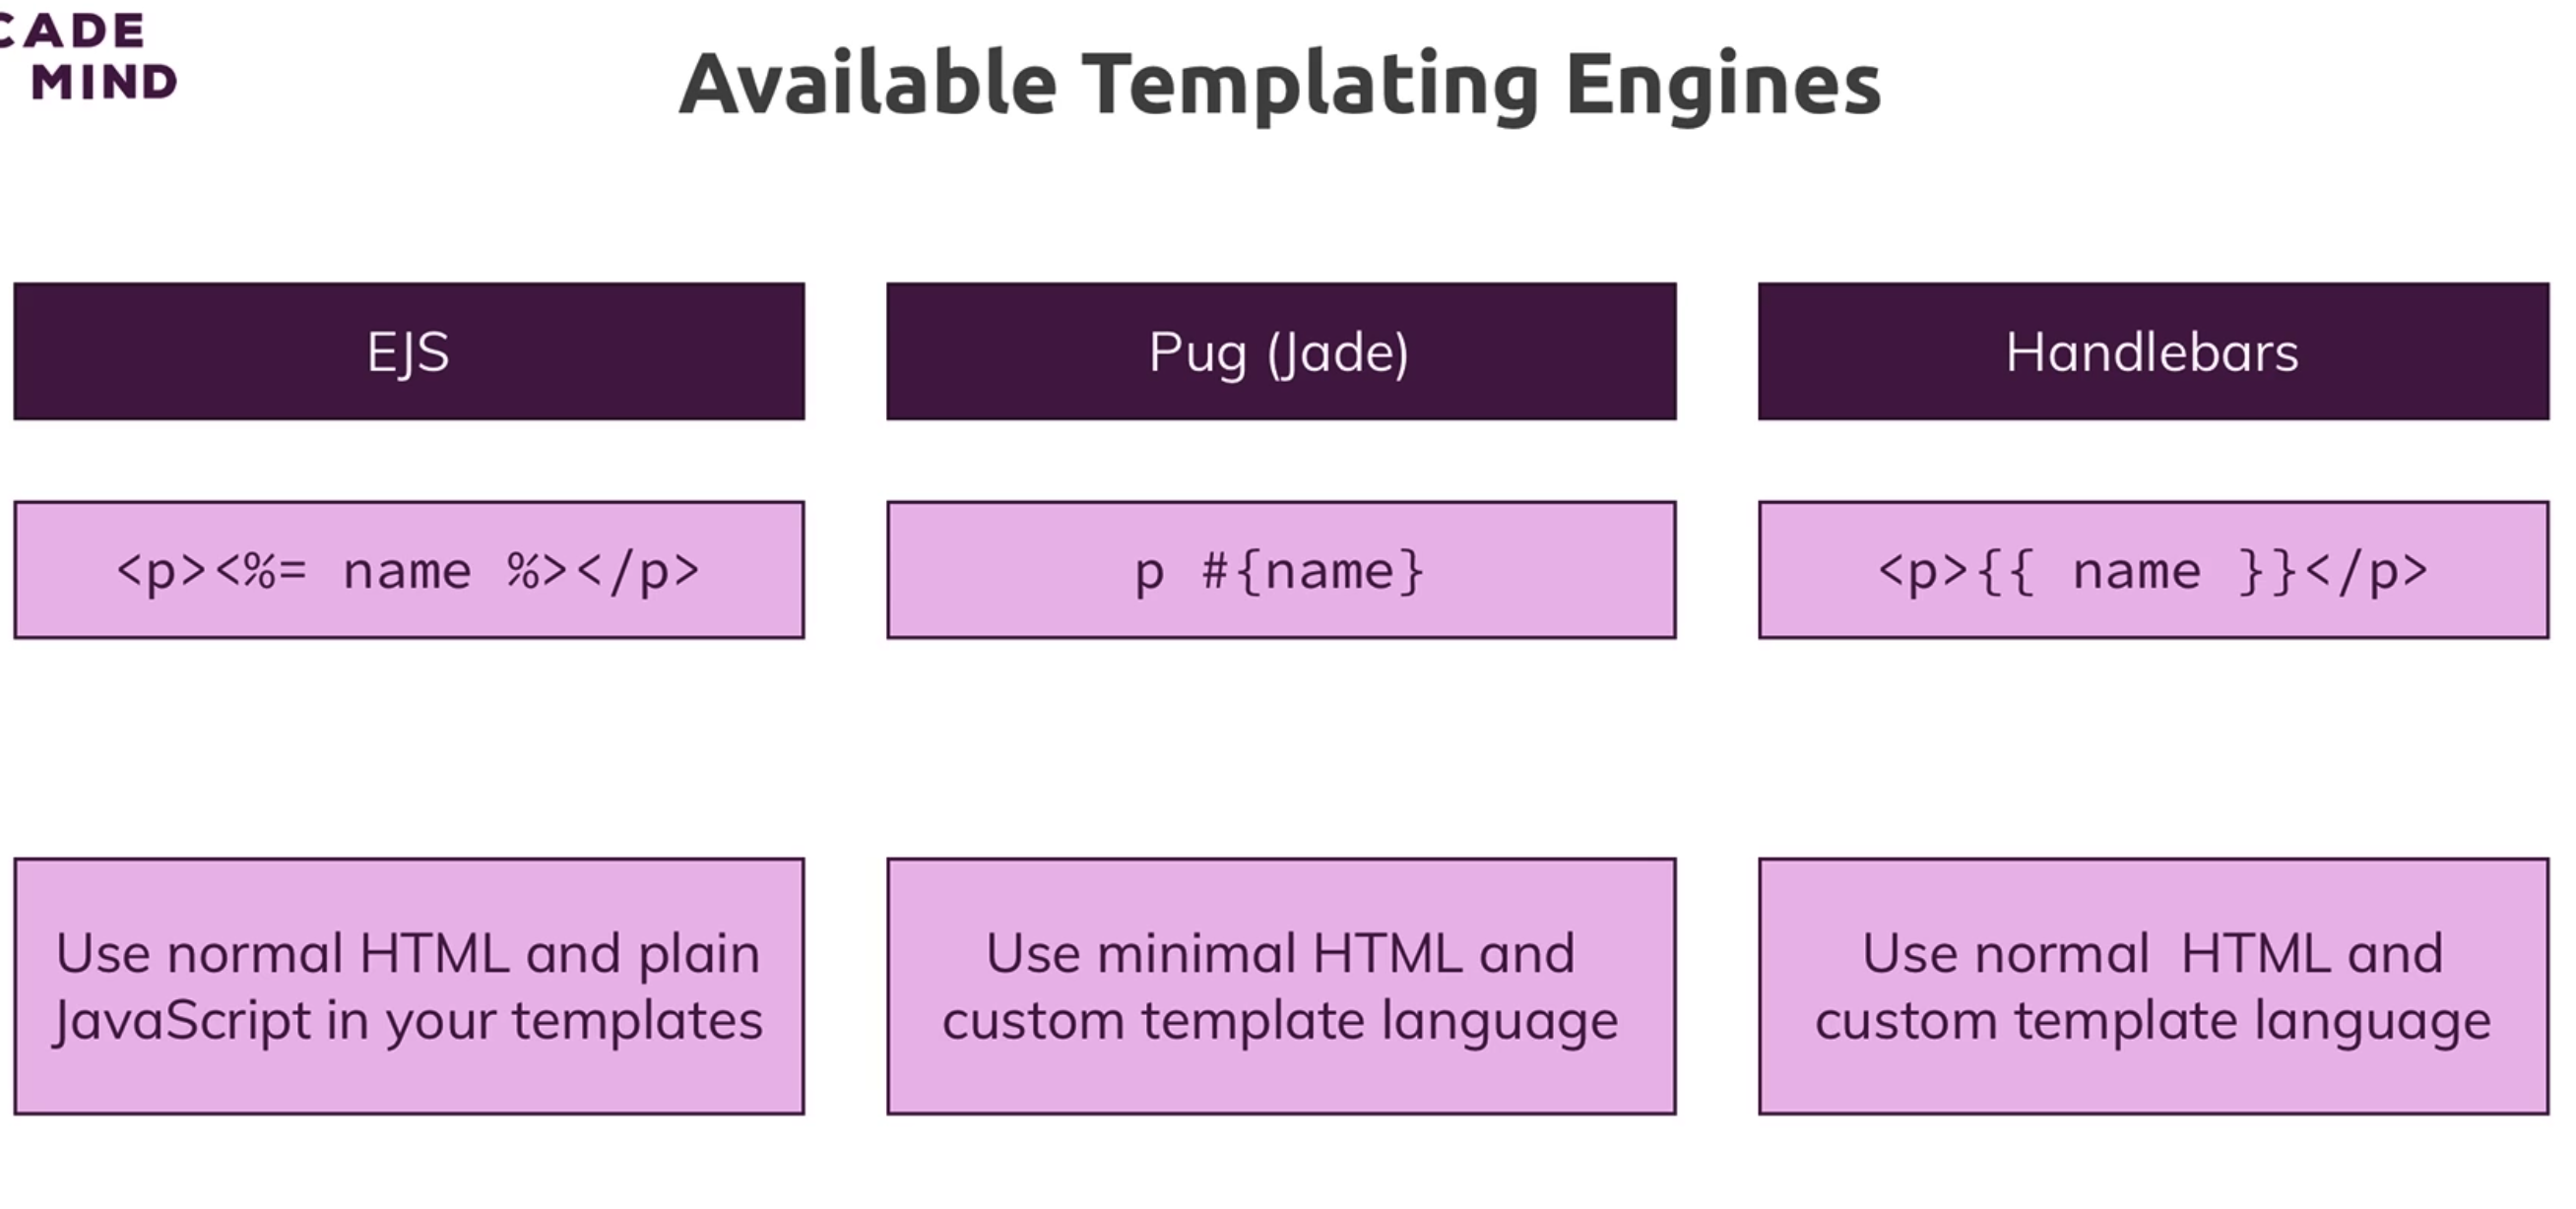 CADE
MIND
Available Templating Engines
EJS
Pug (Jade)
Handlebars
<p><%= name %></p>
p #{name}
<p>{{ name }}</p>
Use normal HTML and plain
JavaScript in your templates
Use minimal HTML and
custom template language
Use normal  HTML and
custom template language